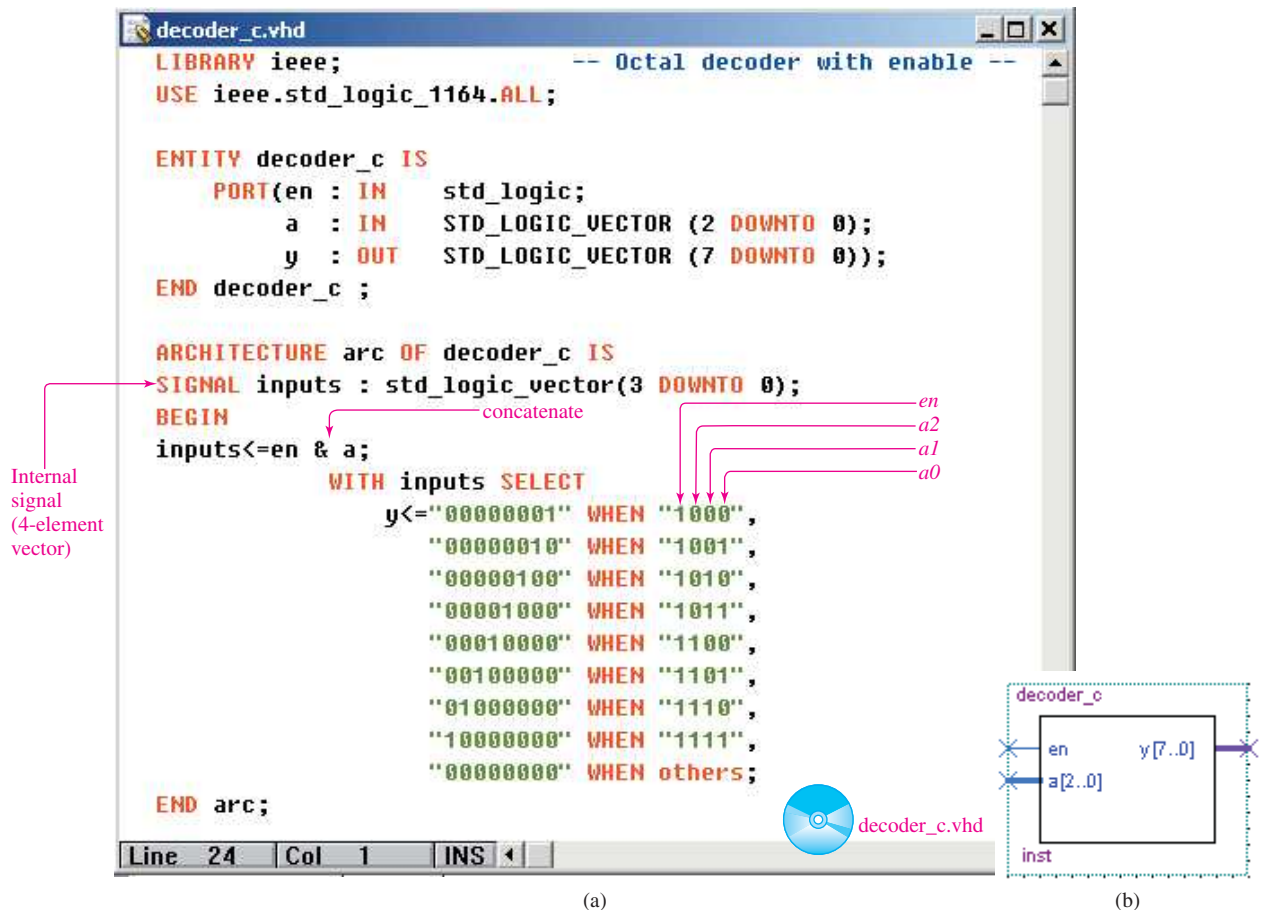 decoder_c.vhd
LIBRARY ieee; -- Octal decoder with enable --
USE ieee.std_logic_1164.ALL;
ENTITY decoder_c IS
PORT(en : IN std_logic;
a : IN STD_LOGIC_VECTOR (2 DOWNTO 0);
y : OUT STD_LOGIC_VECTOR (7 DOWNTO 0));
END decoder_c ;
ARCHITECTURE arc OF decoder_c IS
SIGNAL inputs : std_logic_vector(3 DOWNTO 0);
BEGIN
concatenate
en
a2
a1
a0
inputs<=en & a;
Internal
signal
(4-element
vector)
WITH inputs SELECT
y<="00000001" WHEN "1000",
"00000010" WHEN "1001",
"00000100" WHEN "1010",
"00001000" WHEN "1011",
"00010000" WHEN "1100",
"00100000" WHEN "1101",
"01000000" WHEN "1110",
"10000000" WHEN "1111",
"00000000" WHEN others;
END arc;
decoder_c.vhd
Line 24 Col 1 INS
(a)
decoder_c
en y[7..0]
a[2..0]
inst
(b)